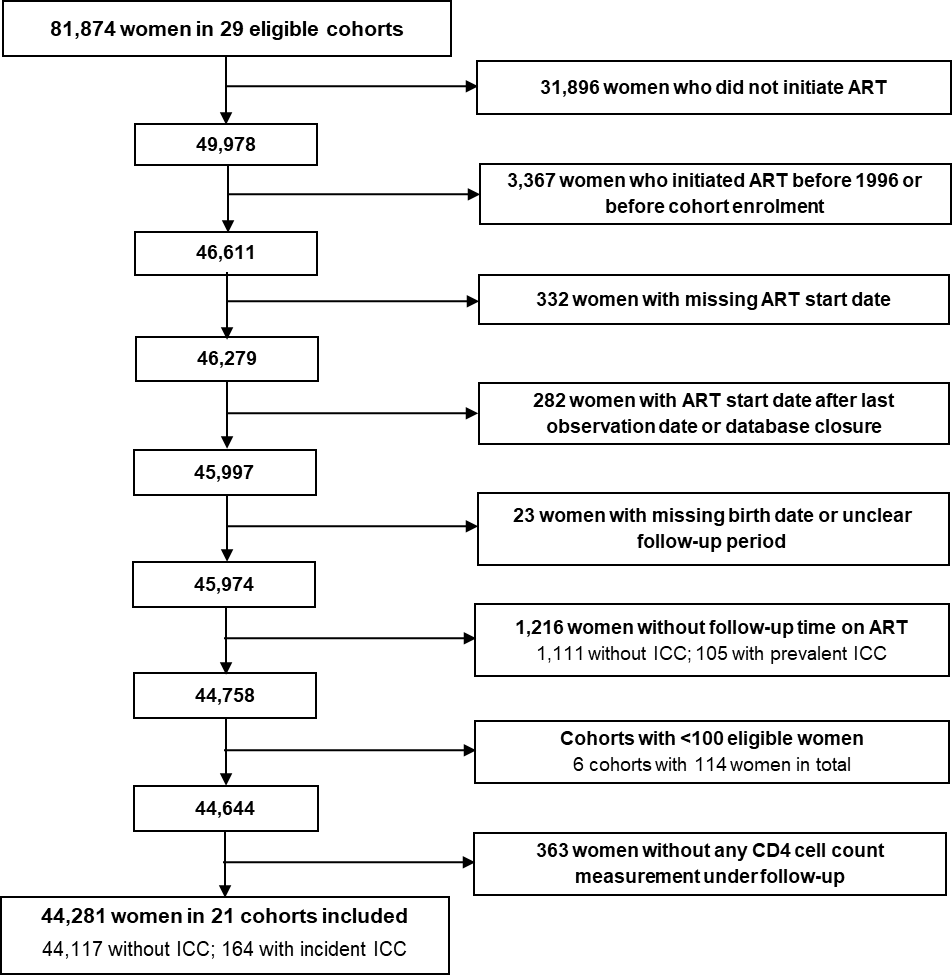 81,874 women in 29 eligible cohorts
31,896 women who did not initiate ART
49,978
3,367 women who initiated ART before 1996 or
before cohort enrolment
46,611
332 women with missing ART start date
46,279
282 women with ART start date after last
observation date or database closure
45,997
23 women with missing birth date or unclear
follow-up period
45,974
1,216 women without follow-up time on ART
1,111 without ICC; 105 with prevalent ICC
44,758
Cohorts with <100 eligible women
6 cohorts with 114 women in total
44,644
363 women without any CD4 cell count
measurement under follow-up
44,281 women in 21 cohorts included
44,117 without ICC; 164 with incident ICC